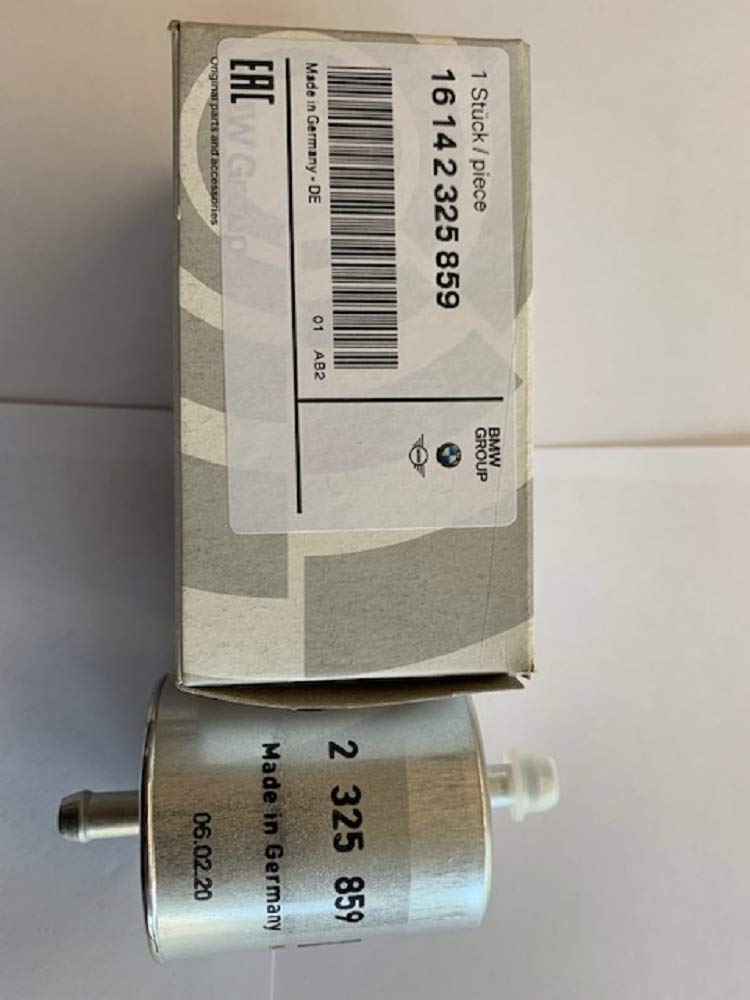 1 Stück / piece
16 14 2 325 859
01 AB2
Made in Germany - DE
EAC
W Group
Original parts and accessories
BMW
GROUP
2 325 859
Made in Germany
06.02.20